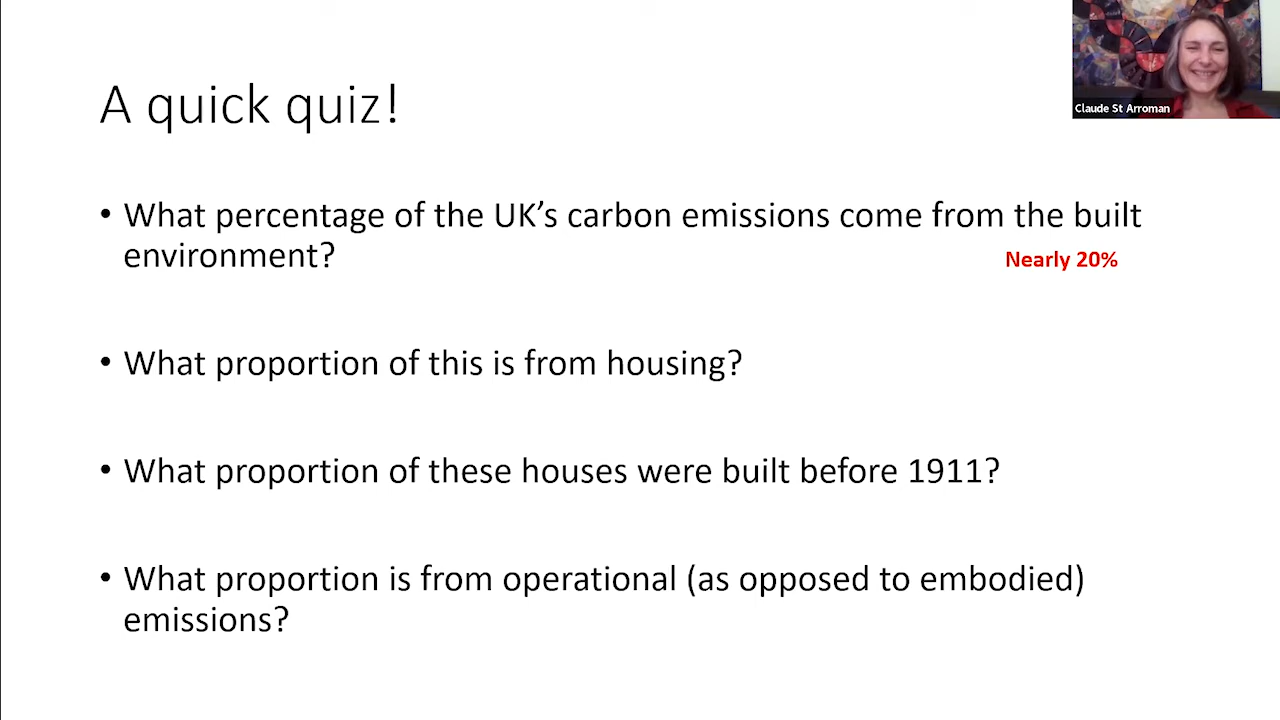 Claude St Arroman
A quick quiz!
• What percentage of the UK’s carbon emissions come from the built
environment?
Nearly 20%
• What proportion of this is from housing?
• What proportion of these houses were built before 1911?
• What proportion is from operational (as opposed to embodied)
emissions?